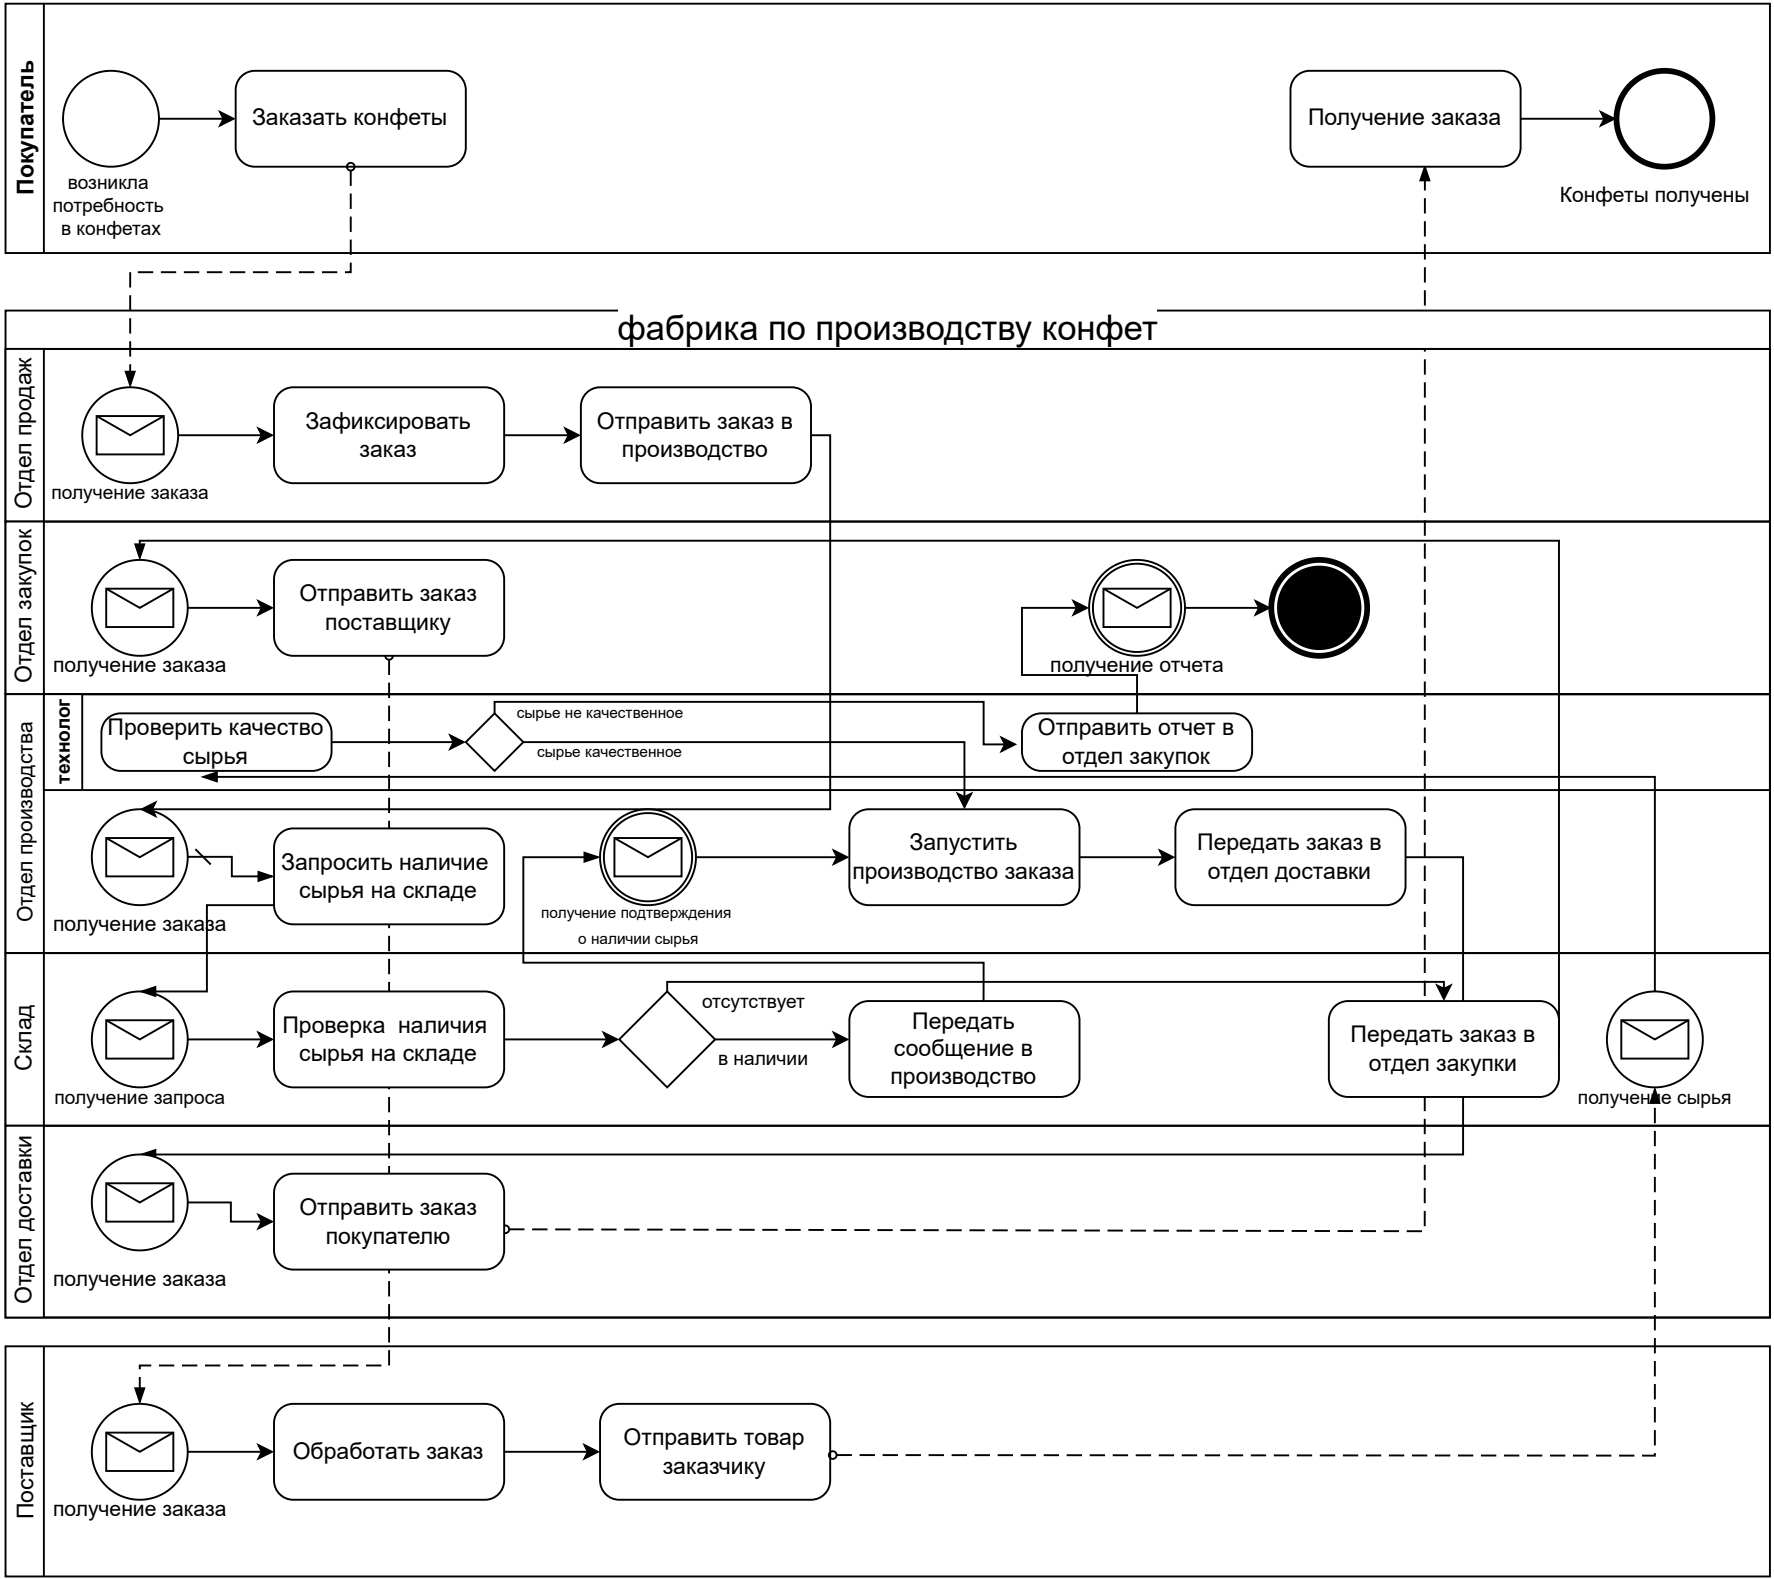 Покупатель
Заказать конфеты
Получение заказа
возникла
потребность
в конфетах
Конфеты получены
фабрика по производству конфет
Отдел продаж
Зафиксировать
заказ
Отправить заказ в
производство
получение заказа
Отдел закупок
Отправить заказ
поставщику
получение заказа
получение отчета
Отдел производства
технолог
Проверить качество
сырья
сырье не качественное
сырье качественное
Отправить отчет в
отдел закупок
Запросить наличие
сырья на складе
получение заказа
получение подтверждения
о наличии сырья
Запустить
производство заказа
Передать заказ в
отдел доставки
Склад
Проверка  наличия
сырья на складе
получение запроса
отсутствует
в наличии
Передать
сообщение в
производство
Передать заказ в
отдел закупки
получение сырья
Отдел доставки
Отправить заказ
покупателю
получение заказа
Поставщик
Обработать заказ
Отправить товар
заказчику
получение заказа